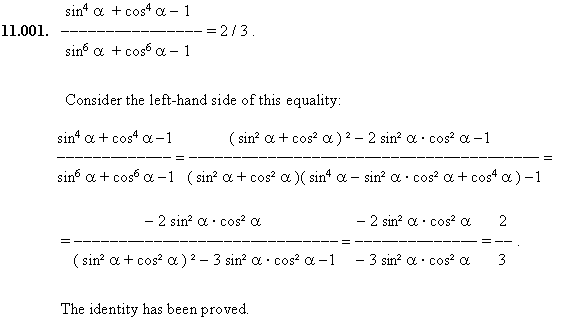 sin⁴ α + cos⁴ α – 1
11.001. –––––––––––––––– = 2 / 3 .
sin⁶ α + cos⁶ α – 1
Consider the left-hand side of this equality:
sin⁴ α + cos⁴ α –1 ( sin² α + cos² α ) ² – 2 sin² α · cos² α –1
––––––––––––– = ––––––––––––––––––––––––––––––––––––––– =
sin⁶ α + cos⁶ α –1 ( sin² α + cos² α )( sin⁴ α – sin² α · cos² α + cos⁴ α ) –1
– 2 sin² α · cos² α – 2 sin² α · cos² α 2
= ––––––––––––––––––––––––––––– = –––––––––––––– = –– .
( sin² α + cos² α ) ² – 3 sin² α · cos² α –1 – 3 sin² α · cos² α 3
The identity has been proved.